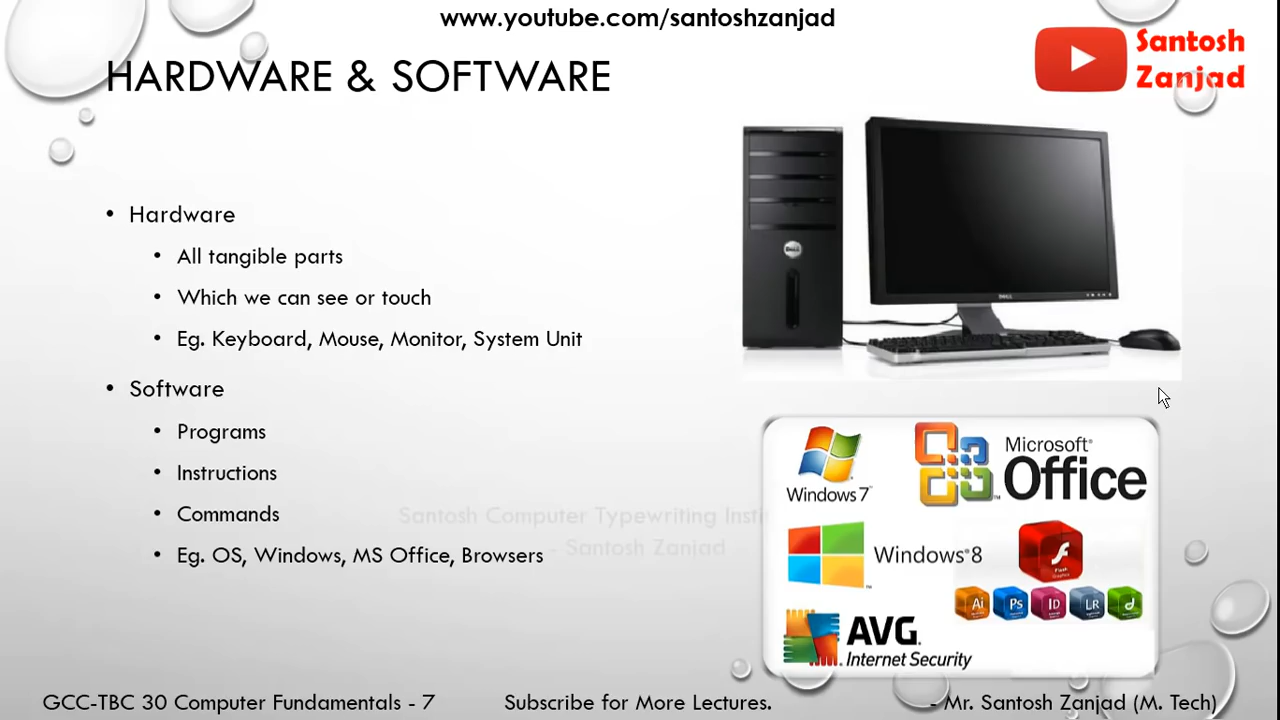 www.youtube.com/santoshzanjad
HARDWARE & SOFTWARE
Santosh
Zanjad
• Hardware
• All tangible parts
• Which we can see or touch
• Eg. Keyboard, Mouse, Monitor, System Unit
• Software
• Programs
• Instructions
• Commands
• Eg. OS, Windows, MS Office, Browsers
Santosh Computer Typewriting
- Santosh Zanjad -
DELL
DELL
Windows 7
Microsoft®
Office
Windows® 8
Ai Ps ID LR d
AVG.
Internet Security
GCC-TBC 30 Computer Fundamentals - 7
Subscribe for More Lectures.
- Mr. Santosh Zanjad (M. Tech)